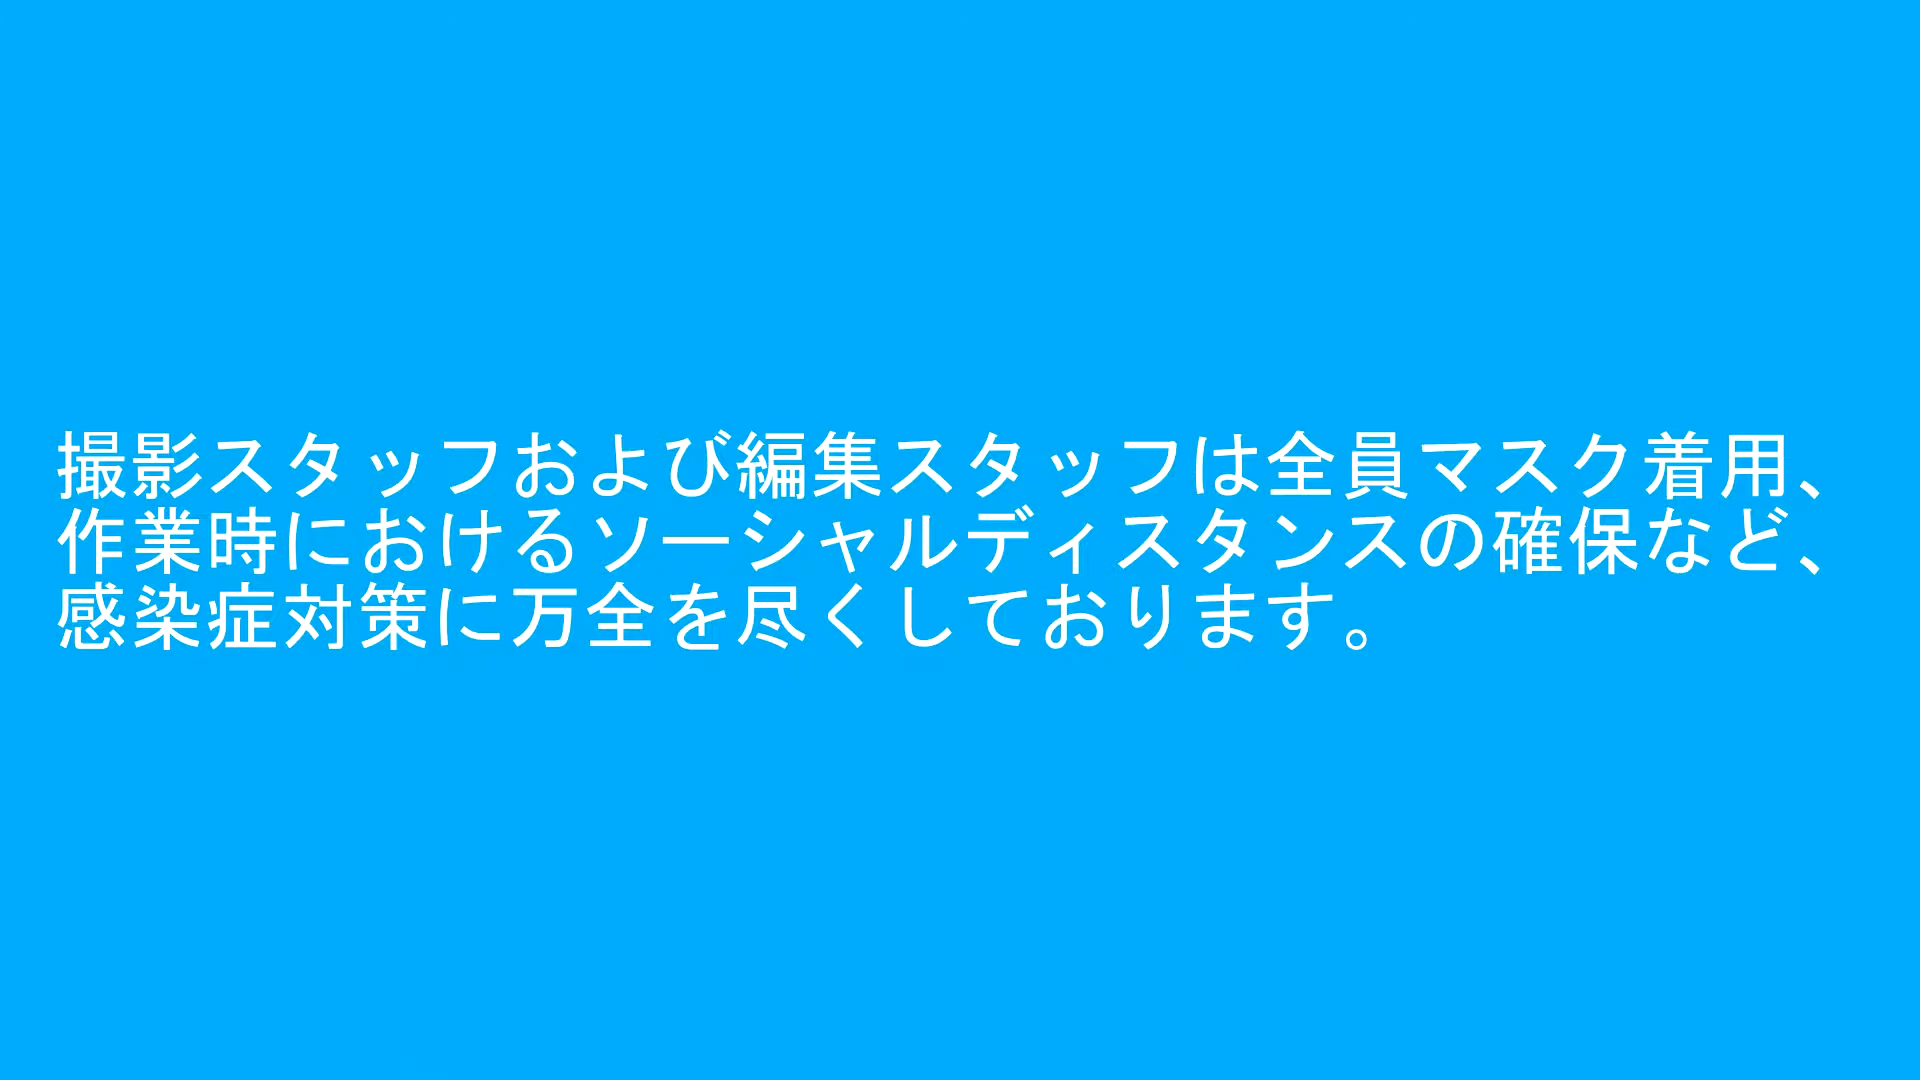 撮影スタッフおよび編集スタッフは全員マスク着用、
作業時におけるソーシャルディスタンスの確保など、
感染症対策に万全を尽くしております。